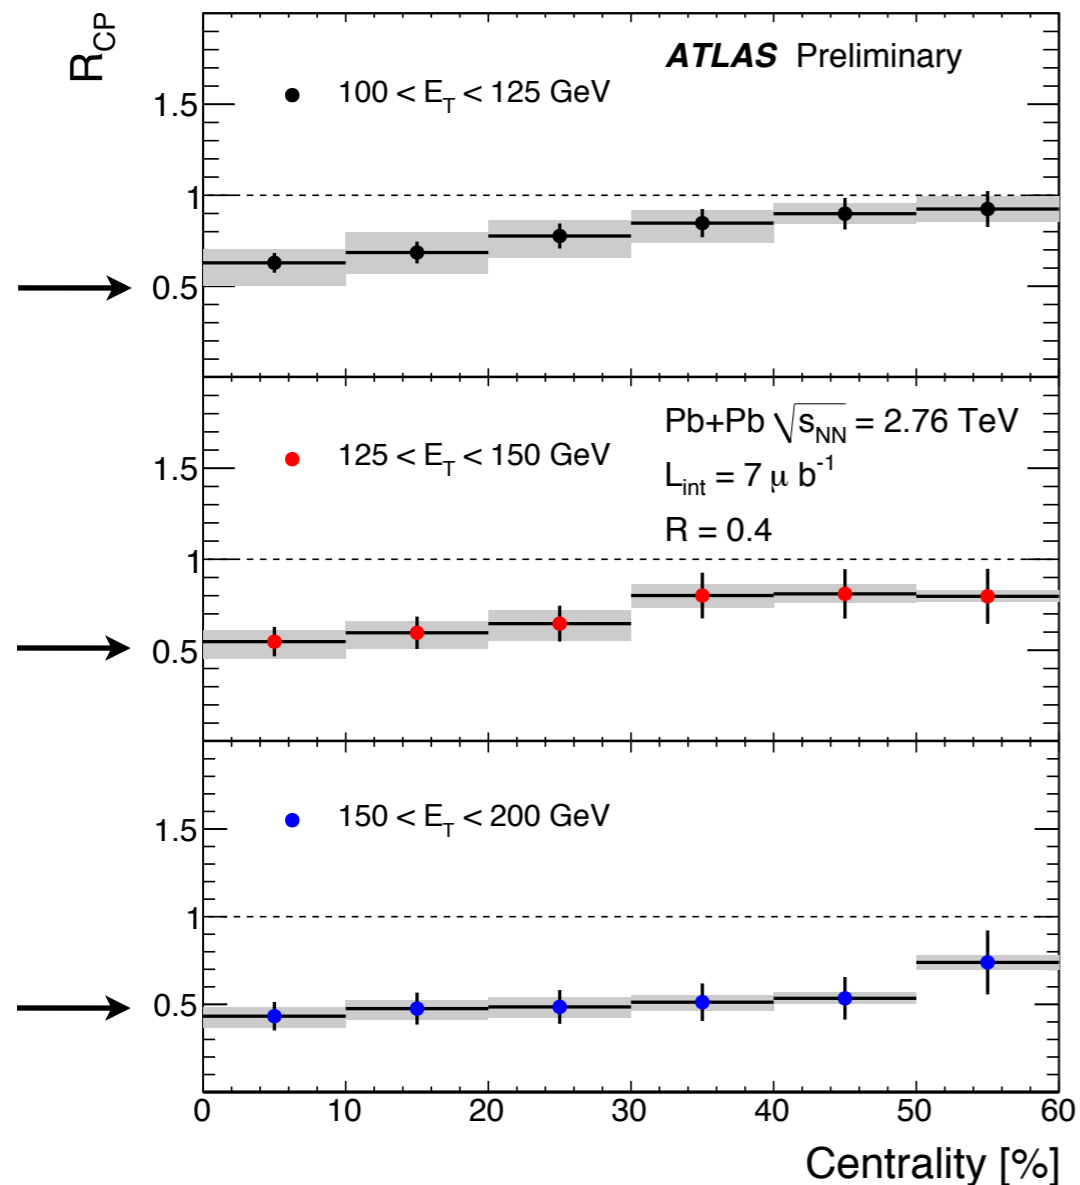 R_CP
ATLAS Preliminary
100 < E_T < 125 GeV
1.5
1
0.5
Pb+Pb √s_NN = 2.76 TeV
125 < E_T < 150 GeV
L_int = 7 μ b^-1
1.5
R = 0.4
1
0.5
150 < E_T < 200 GeV
1.5
1
0.5
0 10 20 30 40 50 60
Centrality [%]